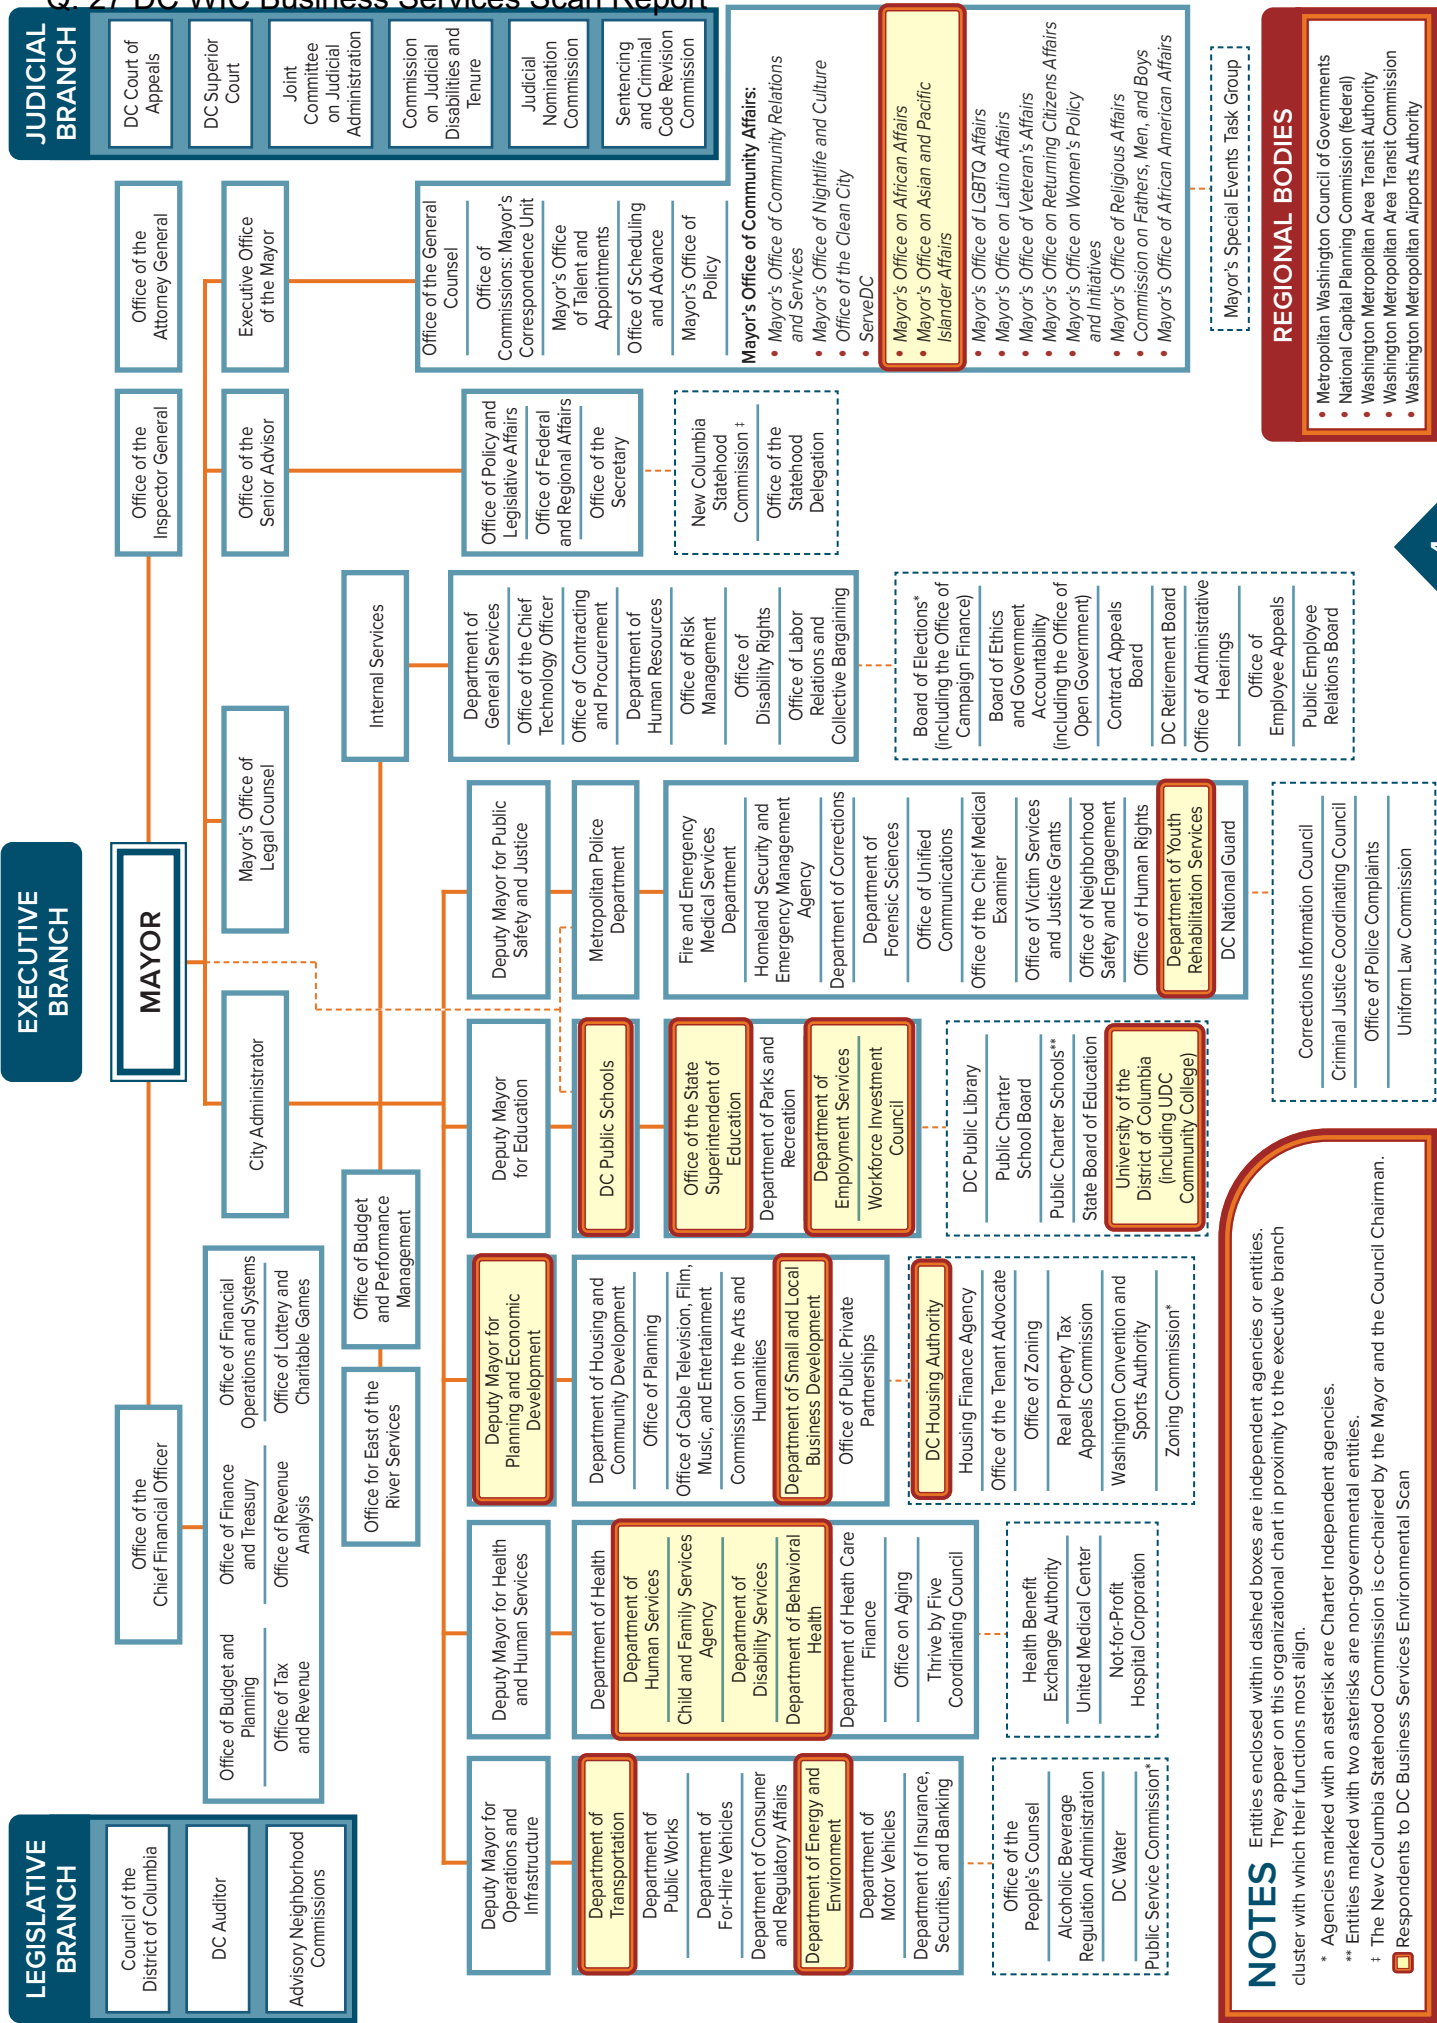 Q. 27 DC WIC Business Services Scan Report
LEGISLATIVE
BRANCH
Council of the
District of Columbia
DC Auditor
Advisory Neighborhood
Commissions
EXECUTIVE
BRANCH
MAYOR
JUDICIAL
BRANCH
DC Court of
Appeals
DC Superior
Court
Joint
Committee
on Judicial
Administration
Commission
on Judicial
Disabilities and
Tenure
Judicial
Nomination
Commission
Sentencing
and Criminal
Code Revision
Commission
Office of the
Chief Financial Officer
Office of Budget and
Planning
Office of Tax
and Revenue
Office of Finance
and Treasury
Office of Revenue
Analysis
Office of Financial
Operations and Systems
Office of Lottery and
Charitable Games
Office of the
Inspector General
Office of the
Attorney General
City Administrator
Mayor's Office of
Legal Counsel
Office of the
Senior Advisor
Executive Office
of the Mayor
Office for East of the
River Services
Office of Budget
and Performance
Management
Internal Services
Deputy Mayor for
Operations and
Infrastructure
Department of
Transportation
Department of
Public Works
Department of
For-Hire Vehicles
Department of Consumer
and Regulatory Affairs
Department of Energy and
Environment
Department of
Motor Vehicles
Department of Insurance,
Securities, and Banking
Office of the
People's Counsel
Alcoholic Beverage
Regulation Administration
DC Water
Public Service Commission*
Deputy Mayor for Health
and Human Services
Department of Health
Department of
Human Services
Child and Family Services
Agency
Department of
Disability Services
Department of Behavioral
Health
Department of Heath Care
Finance
Office on Aging
Thrive by Five
Coordinating Council
Health Benefit
Exchange Authority
United Medical Center
Not-for-Profit
Hospital Corporation
Deputy Mayor for
Planning and Economic
Development
Department of Housing and
Community Development
Office of Planning
Office of Cable Television, Film,
Music, and Entertainment
Commission on the Arts and
Humanities
Department of Small and Local
Business Development
Office of Public Private
Partnerships
DC Housing Authority
Housing Finance Agency
Office of the Tenant Advocate
Office of Zoning
Real Property Tax
Appeals Commission
Washington Convention and
Sports Authority
Zoning Commission*
Deputy Mayor
for Education
DC Public Schools
Office of the State
Superintendent of
Education
Department of Parks and
Recreation
Department of
Employment Services
Workforce Investment
Council
DC Public Library
Public Charter
School Board
Public Charter Schools**
State Board of Education
University of the
District of Columbia
(including UDC
Community College)
Deputy Mayor for Public
Safety and Justice
Metropolitan Police
Department
Fire and Emergency
Medical Services
Department
Homeland Security and
Emergency Management
Agency
Department of Corrections
Department of
Forensic Sciences
Office of Unified
Communications
Office of the Chief Medical
Examiner
Office of Victim Services
and Justice Grants
Office of Neighborhood
Safety and Engagement
Office of Human Rights
Department of Youth
Rehabilitation Services
DC National Guard
Corrections Information Council
Criminal Justice Coordinating Council
Office of Police Complaints
Uniform Law Commission
Department of
General Services
Office of the Chief
Technology Officer
Office of Contracting
and Procurement
Department of
Human Resources
Office of Risk
Management
Office of
Disability Rights
Office of Labor
Relations and
Collective Bargaining
Board of Elections*
(including the Office of
Campaign Finance)
Board of Ethics
and Government
Accountability
(including the Office of
Open Government)
Contract Appeals
Board
DC Retirement Board
Office of Administrative
Hearings
Office of
Employee Appeals
Public Employee
Relations Board
Office of Policy and
Legislative Affairs
Office of Federal
and Regional Affairs
Office of the
Secretary
New Columbia
Statehood
Commission ‡
Office of the
Statehood
Delegation
Office of the General
Counsel
Office of
Commissions: Mayor's
Correspondence Unit
Mayor's Office
of Talent and
Appointments
Office of Scheduling
and Advance
Mayor's Office of
Policy
Mayor's Office of Community Affairs:
• Mayor's Office of Community Relations
and Services
• Mayor's Office of Nightlife and Culture
• Office of the Clean City
• ServeDC
• Mayor's Office on African Affairs
• Mayor's Office on Asian and Pacific
Islander Affairs
• Mayor's Office of LGBTQ Affairs
• Mayor's Office on Latino Affairs
• Mayor's Office of Veteran's Affairs
• Mayor's Office on Returning Citizens Affairs
• Mayor's Office on Women's Policy
and Initiatives
• Mayor's Office of Religious Affairs
• Commission on Fathers, Men, and Boys
• Mayor's Office of African American Affairs
Mayor's Special Events Task Group
REGIONAL BODIES
• Metropolitan Washington Council of Governments
• National Capital Planning Commission (federal)
• Washington Metropolitan Area Transit Authority
• Washington Metropolitan Area Transit Commission
• Washington Metropolitan Airports Authority
NOTES Entities enclosed within dashed boxes are independent agencies or entities.
They appear on this organizational chart in proximity to the executive branch
cluster with which their functions most align.
* Agencies marked with an asterisk are Charter Independent agencies.
** Entities marked with two asterisks are non-governmental entities.
‡ The New Columbia Statehood Commission is co-chaired by the Mayor and the Council Chairman.
Respondents to DC Business Services Environmental Scan